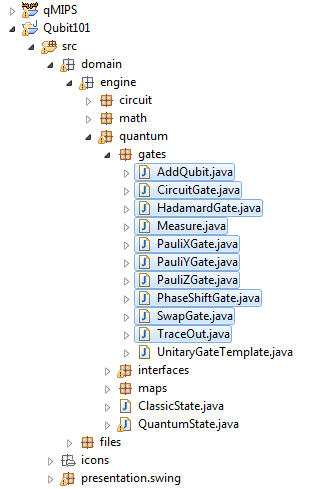 qMIPS
Qubit101
src
domain
engine
circuit
math
quantum
gates
AddQubit.java
CircuitGate.java
HadamardGate.java
Measure.java
PauliXGate.java
PauliYGate.java
PauliZGate.java
PhaseShiftGate.java
SwapGate.java
TraceOut.java
UnitaryGateTemplate.java
interfaces
maps
ClassicState.java
QuantumState.java
files
icons
presentation.swing